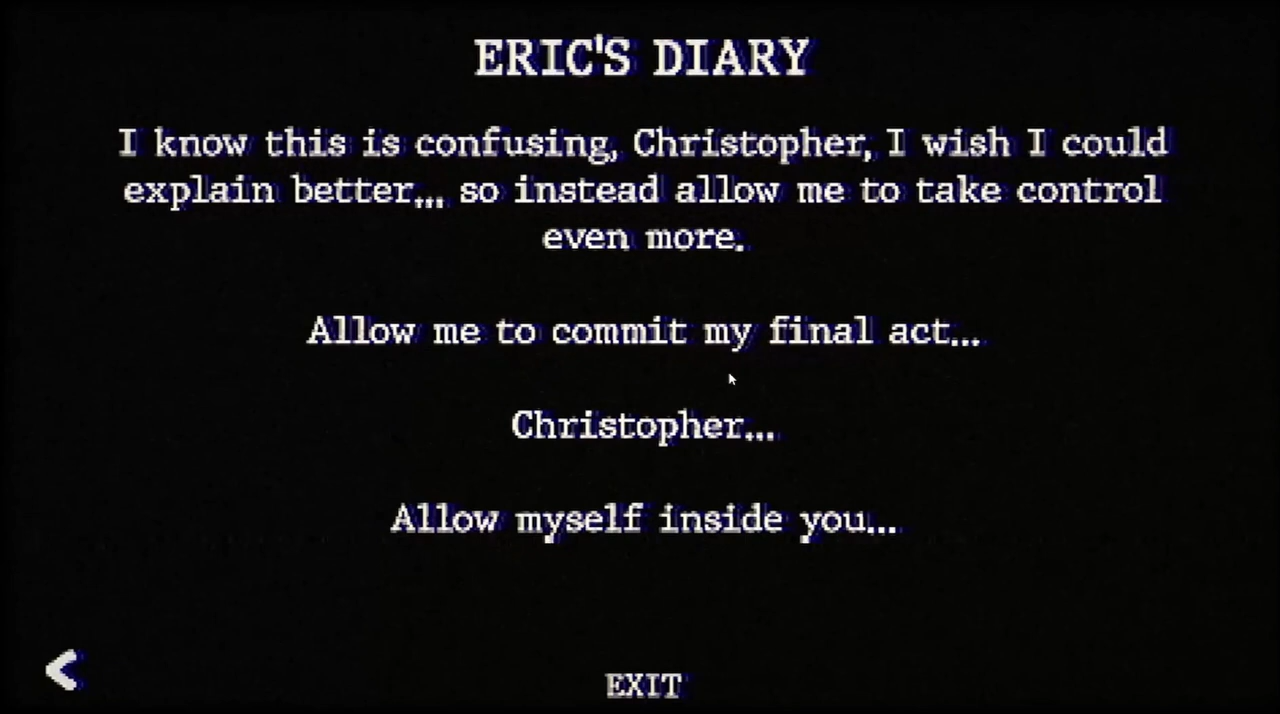 ERIC'S DIARY
I know this is confusing, Christopher, I wish I could
explain better... so instead allow me to take control
even more.
Allow me to commit my final act...
Christopher...
Allow myself inside you...
<
EXIT